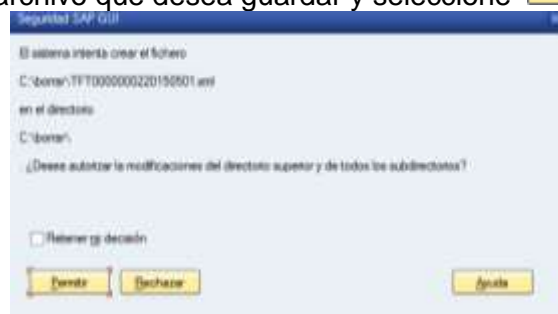 archivo que desea guardar y seleccione
Seguridad SAP GUI
El sistema intenta crear el fichero
C:\borrar\TFT0000000220150501.xml
en el directorio
C:\borrar\
¿Desea autorizar la modificaciones del directorio superior y de todos los subdirectorios?
Retener mi decisión
Permitir
Rechazar
Ayuda